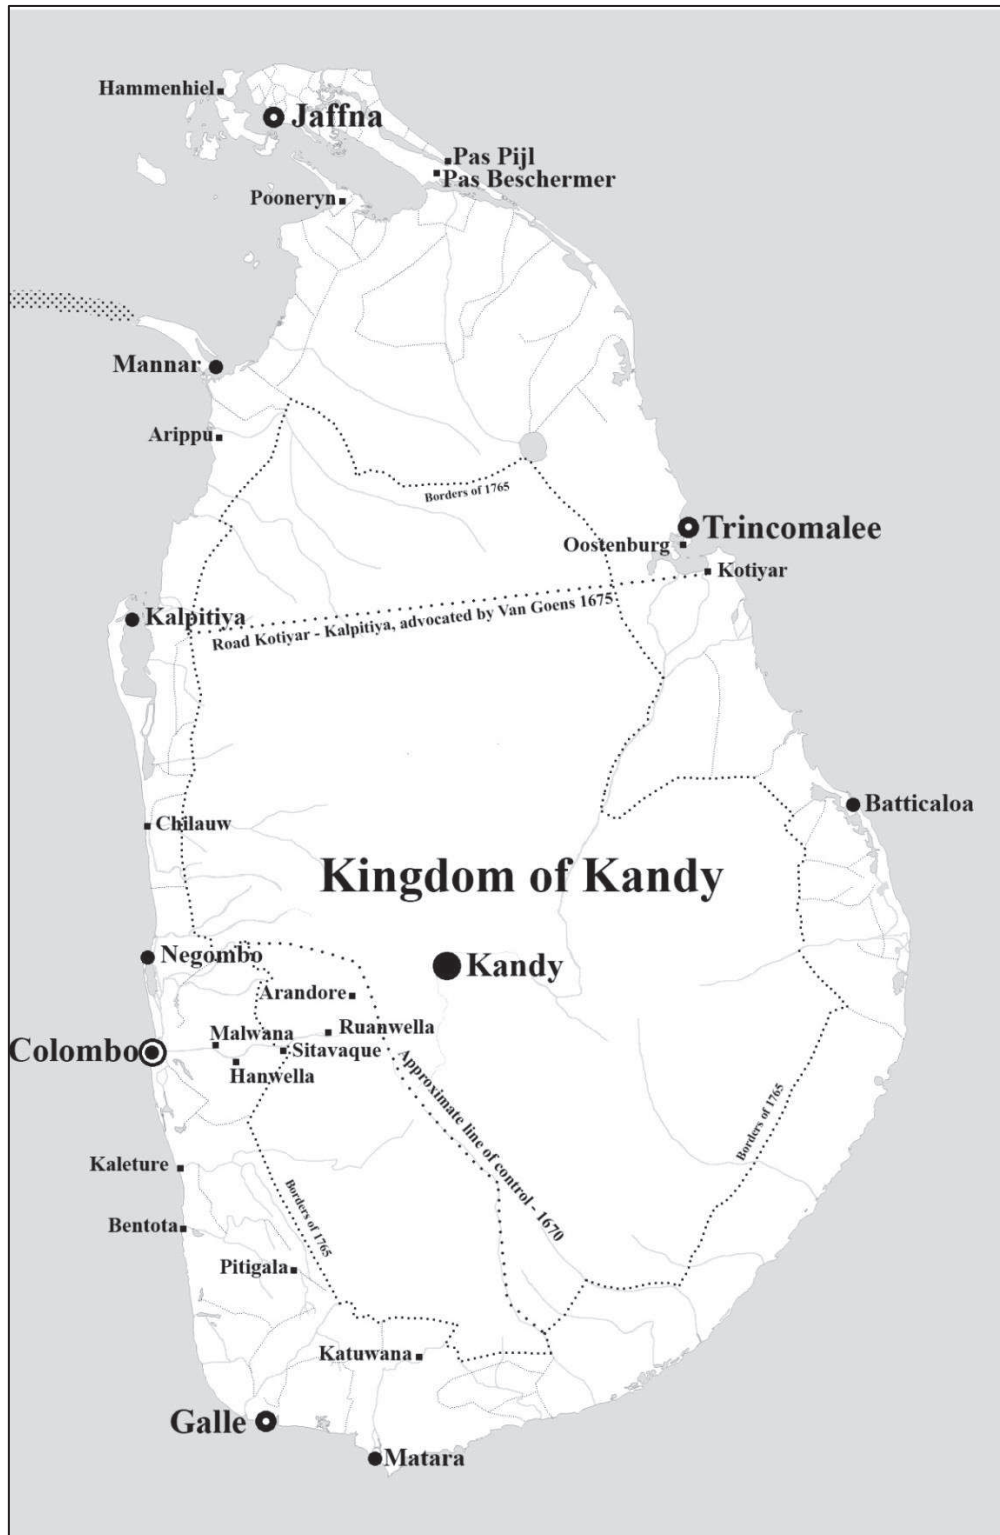 Hammenhiel
Jaffna
Pas Pijl
Pas Beschermer
Pooneryn
Mannar
Arippu
Borders of 1765
Trincomalee
Oostenburg
Kotiyar
Kalpitiya
Road Kotiyar - Kalpitiya, advocated by Van Goens 1675
Batticaloa
Chilauw
Kingdom of Kandy
Negombo
Kandy
Arandore
Ruanwella
Malwana
Colombo
Sitavaque
Hanwella
Approximate line of control - 1670
Borders of 1765
Kaleture
Borders of 1765
Bentota
Pitigala
Katuwana
Galle
Matara